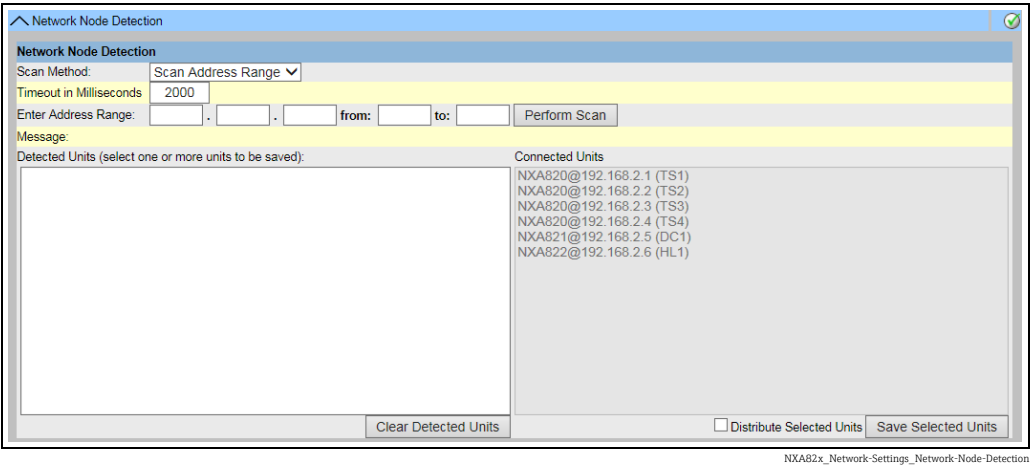 Network Node Detection
Network Node Detection
Scan Method: Scan Address Range
Timeout in Milliseconds 2000
Enter Address Range: . . from: to: Perform Scan
Message:
Detected Units (select one or more units to be saved): Connected Units
NXA820@192.168.2.1 (TS1)
NXA820@192.168.2.2 (TS2)
NXA820@192.168.2.3 (TS3)
NXA820@192.168.2.4 (TS4)
NXA821@192.168.2.5 (DC1)
NXA822@192.168.2.6 (HL1)
Clear Detected Units Distribute Selected Units Save Selected Units
NXA82x_Network-Settings_Network-Node-Detection